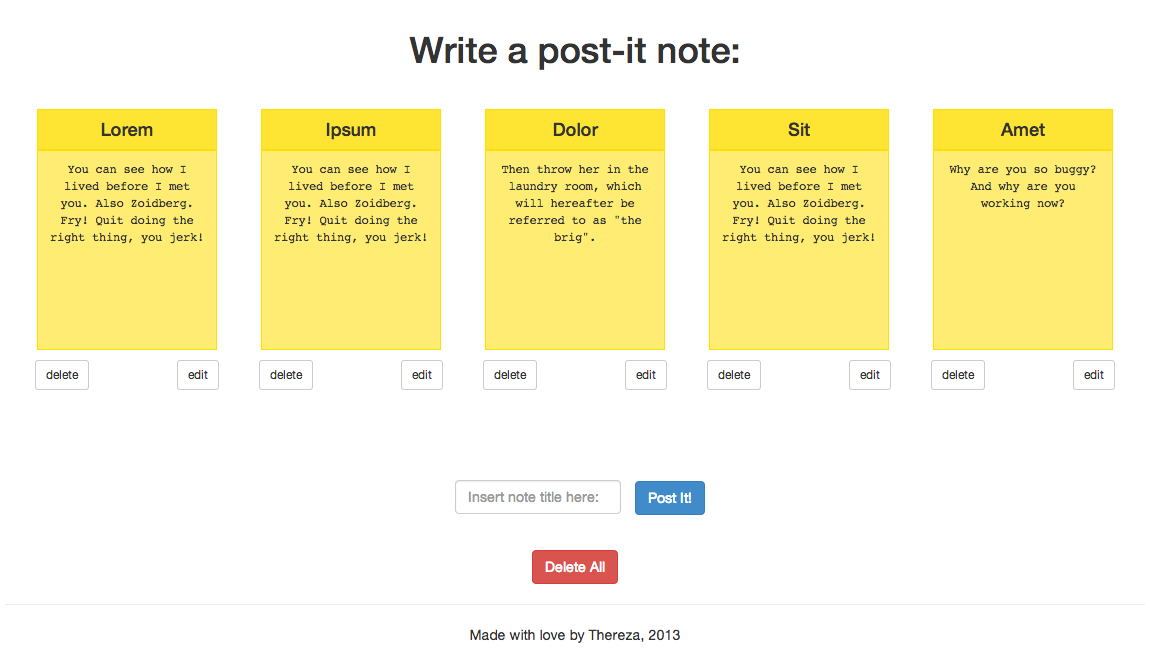 Write a post-it note:
Lorem
You can see how I
lived before I met
you. Also Zoidberg.
Fry! Quit doing the
right thing, you jerk!
delete
edit
Ipsum
You can see how I
lived before I met
you. Also Zoidberg.
Fry! Quit doing the
right thing, you jerk!
delete
edit
Dolor
Then throw her in the
laundry room, which
will hereafter be
referred to as "the
brig".
delete
edit
Sit
You can see how I
lived before I met
you. Also Zoidberg.
Fry! Quit doing the
right thing, you jerk!
delete
edit
Amet
Why are you so buggy?
And why are you
working now?
delete
edit
Insert note title here:
Post It!
Delete All
Made with love by Thereza, 2013